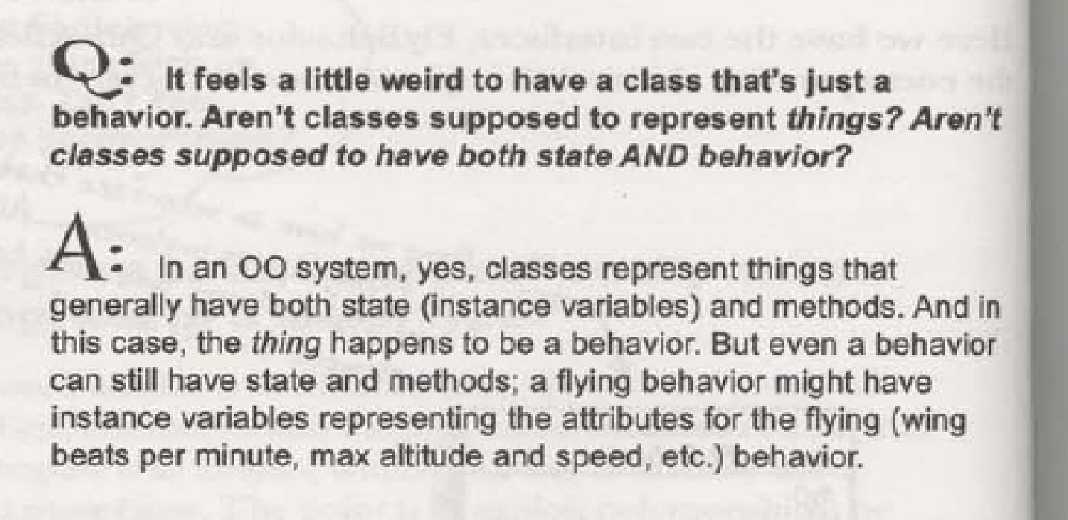 Q: It feels a little weird to have a class that's just a
behavior. Aren't classes supposed to represent things? Aren't
classes supposed to have both state AND behavior?
A: In an OO system, yes, classes represent things that
generally have both state (instance variables) and methods. And in
this case, the thing happens to be a behavior. But even a behavior
can still have state and methods; a flying behavior might have
instance variables representing the attributes for the flying (wing
beats per minute, max altitude and speed, etc.) behavior.